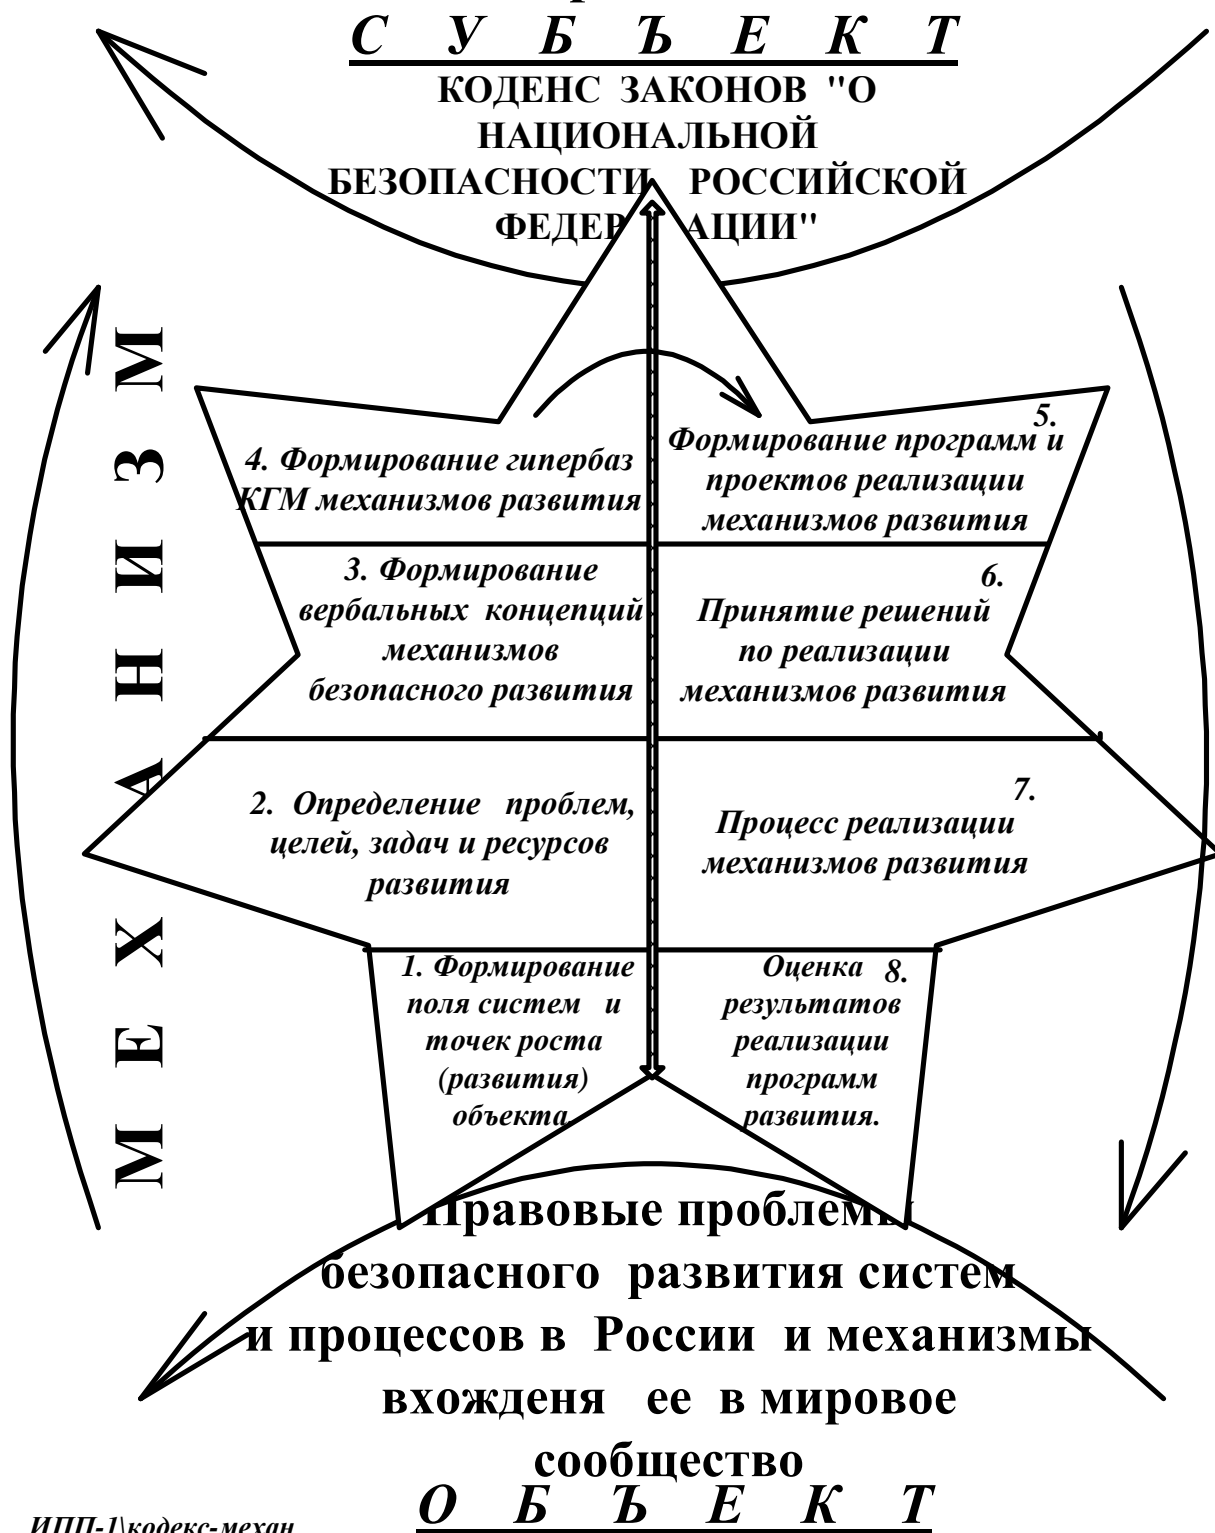 С У Б Ъ Е К Т
КОДЕНС ЗАКОНОВ "О
НАЦИОНАЛЬНОЙ
БЕЗОПАСНОСТИ РОССИЙСКОЙ
ФЕДЕР АЦИИ"
МЕХАНИЗМ
4. Формирование гипербаз
КГМ механизмов развития
5.
Формирование программ и
проектов реализации
механизмов развития
3. Формирование
вербальных концепций
механизмов
безопасного развития
6.
Принятие решений
по реализации
механизмов развития
2. Определение проблем,
целей, задач и ресурсов
развития
7.
Процесс реализации
механизмов развития
1. Формирование
поля систем и
точек роста
(развития)
объекта.
Оценка 8.
результатов
реализации
программ
развития.
Правовые проблемы
безопасного развития систем
и процессов в России и механизмы
вхожденя ее в мировое
сообщество
О Б Ъ Е К Т
ИПП-1\кодекс-механ